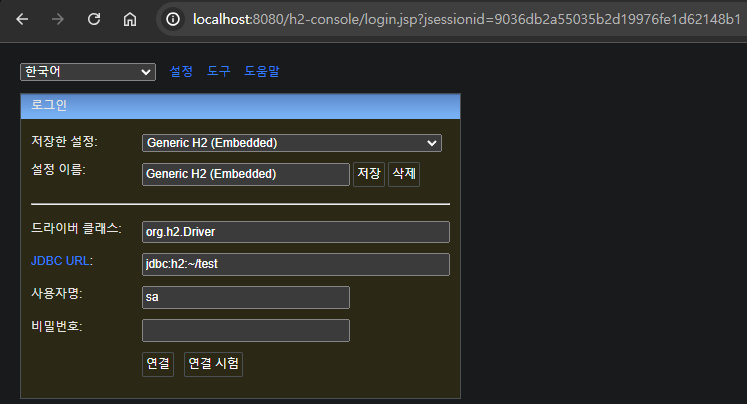 localhost:8080/h2-console/login.jsp?jsessionid=9036db2a55035b2d19976fe1d62148b1
한국어 설정 도구 도움말
로그인
저장한 설정: Generic H2 (Embedded)
설정 이름: Generic H2 (Embedded) 저장 삭제
드라이버 클래스: org.h2.Driver
JDBC URL: jdbc:h2:~/test
사용자명: sa
비밀번호:
연결 연결 시험